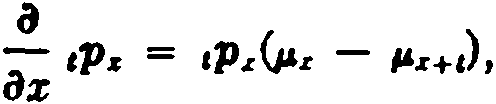 ∂/∂x ₜpₓ = ₜpₓ(μₓ − μₓ₊ₜ),